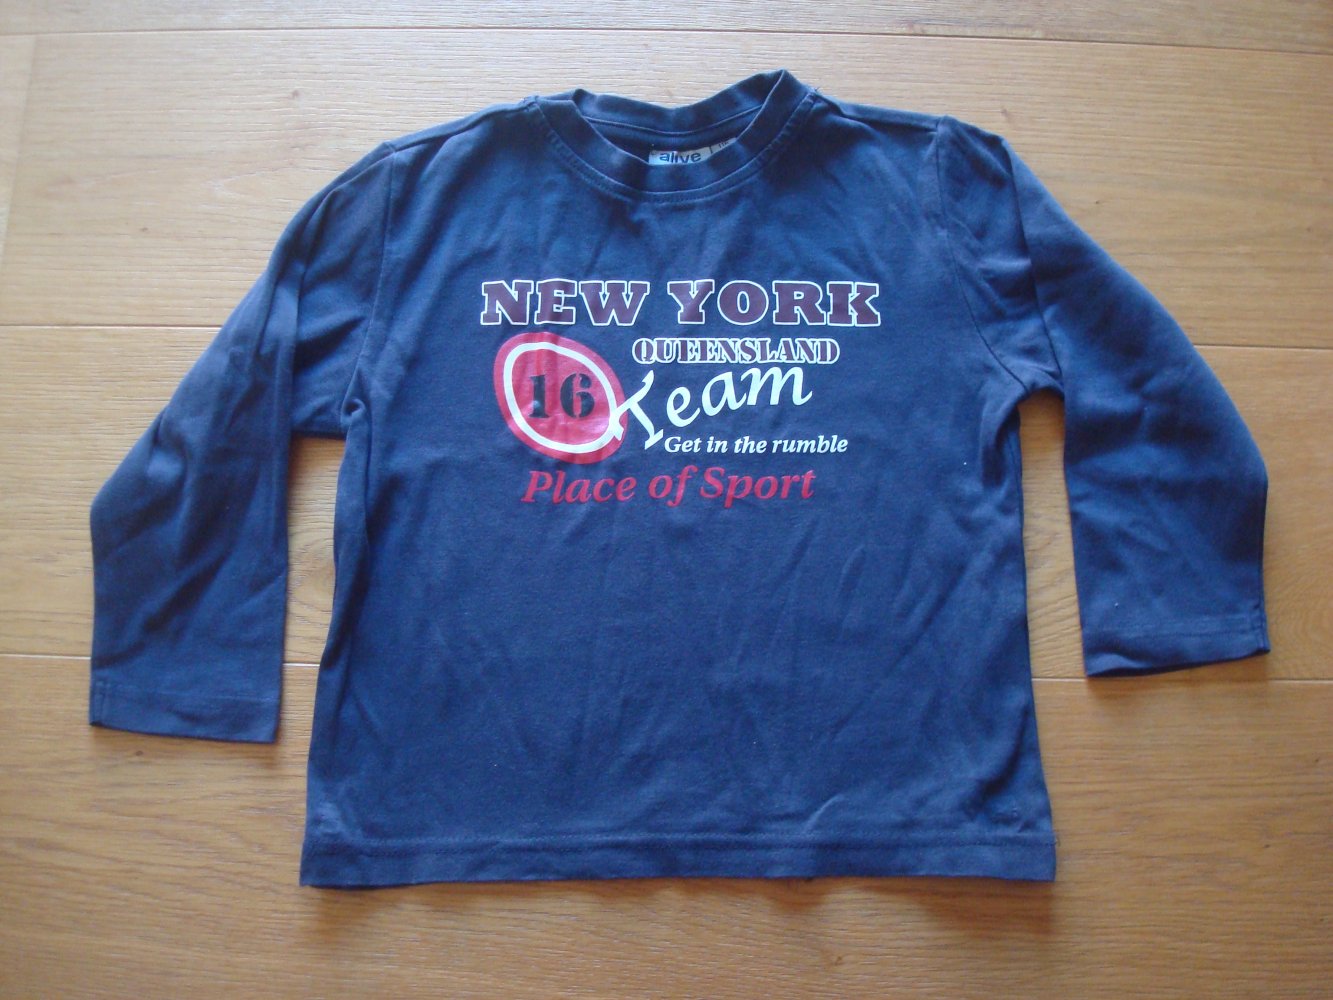 alive
NEW YORK
QUEENSLAND
16 Team
Get in the rumble
Place of Sport